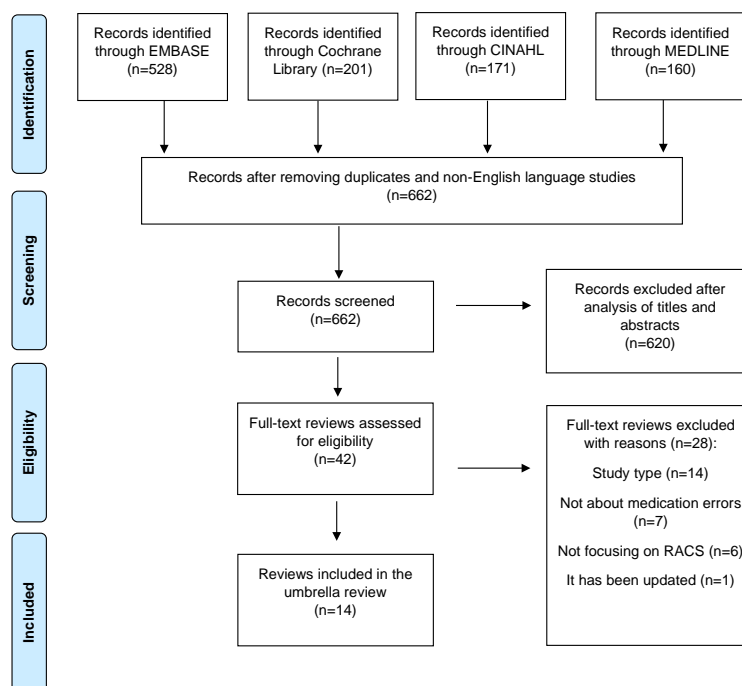 Identification
Records identified
through EMBASE
(n=528)
Records identified
through Cochrane
Library (n=201)
Records identified
through CINAHL
(n=171)
Records identified
through MEDLINE
(n=160)
Records after removing duplicates and non-English language studies
(n=662)
Screening
Records screened
(n=662)
Records excluded after
analysis of titles and
abstracts
(n=620)
Eligibility
Full-text reviews assessed
for eligibility
(n=42)
Full-text reviews excluded
with reasons (n=28):
Study type (n=14)
Not about medication errors
(n=7)
Not focusing on RACS (n=6)
It has been updated (n=1)
Included
Reviews included in the
umbrella review
(n=14)